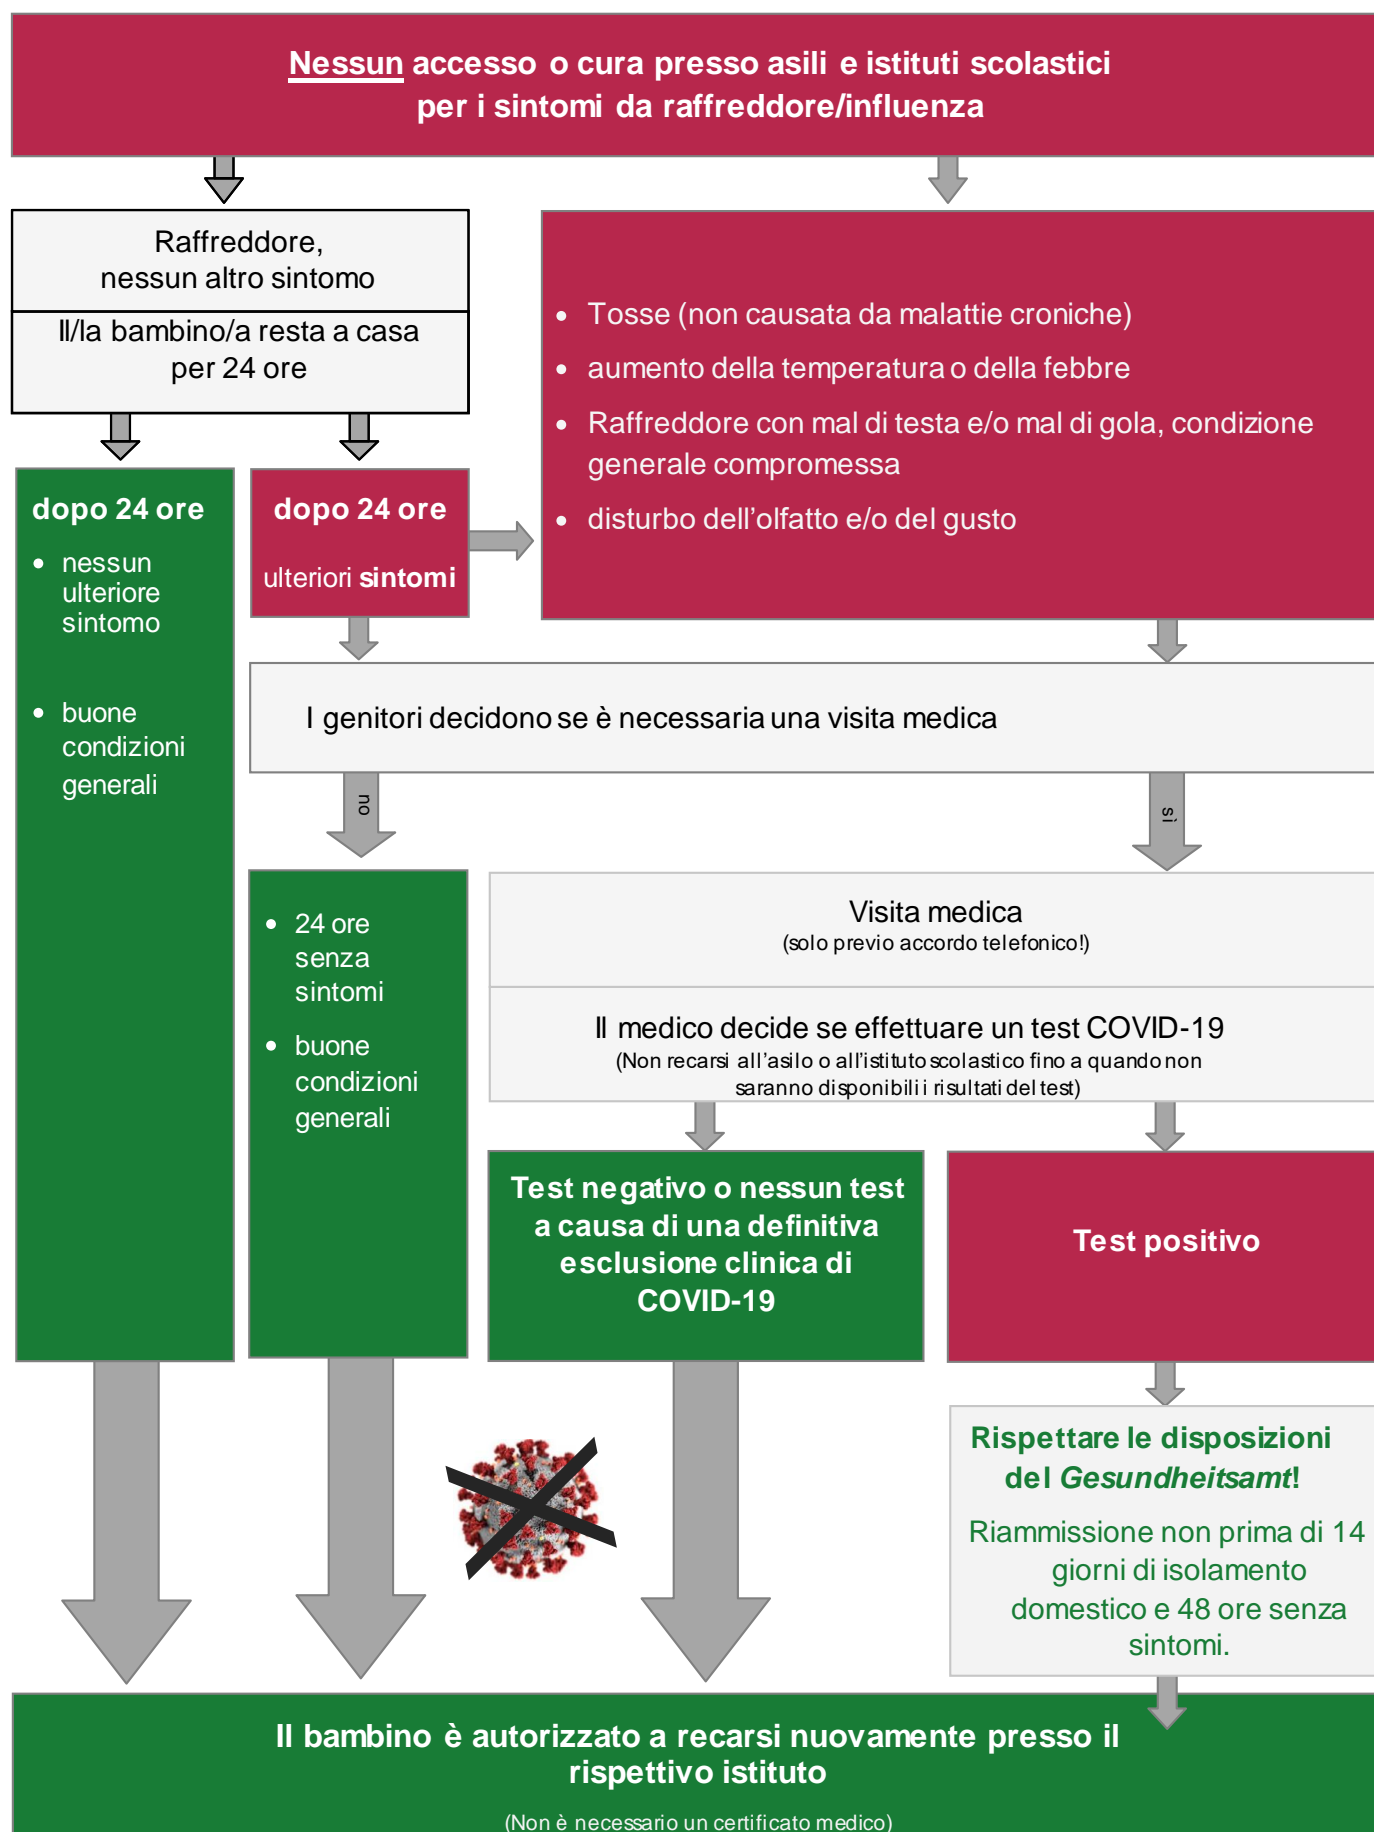 Nessun accesso o cura presso asili e istituti scolastici
per i sintomi da raffreddore/influenza
Raffreddore,
nessun altro sintomo
Il/la bambino/a resta a casa
per 24 ore
• Tosse (non causata da malattie croniche)
• aumento della temperatura o della febbre
• Raffreddore con mal di testa e/o mal di gola, condizione
generale compromessa
• disturbo dell'olfatto e/o del gusto
dopo 24 ore
• nessun
ulteriore
sintomo
• buone
condizioni
generali
dopo 24 ore
ulteriori sintomi
I genitori decidono se è necessaria una visita medica
no
sì
• 24 ore
senza
sintomi
• buone
condizioni
generali
Visita medica
(solo previo accordo telefonico!)
Il medico decide se effettuare un test COVID-19
(Non recarsi all'asilo o all'istituto scolastico fino a quando non
saranno disponibili i risultati del test)
Test negativo o nessun test
a causa di una definitiva
esclusione clinica di
COVID-19
Test positivo
Rispettare le disposizioni
del Gesundheitsamt!
Riammissione non prima di 14
giorni di isolamento
domestico e 48 ore senza
sintomi.
Il bambino è autorizzato a recarsi nuovamente presso il
rispettivo istituto
(Non è necessario un certificato medico)